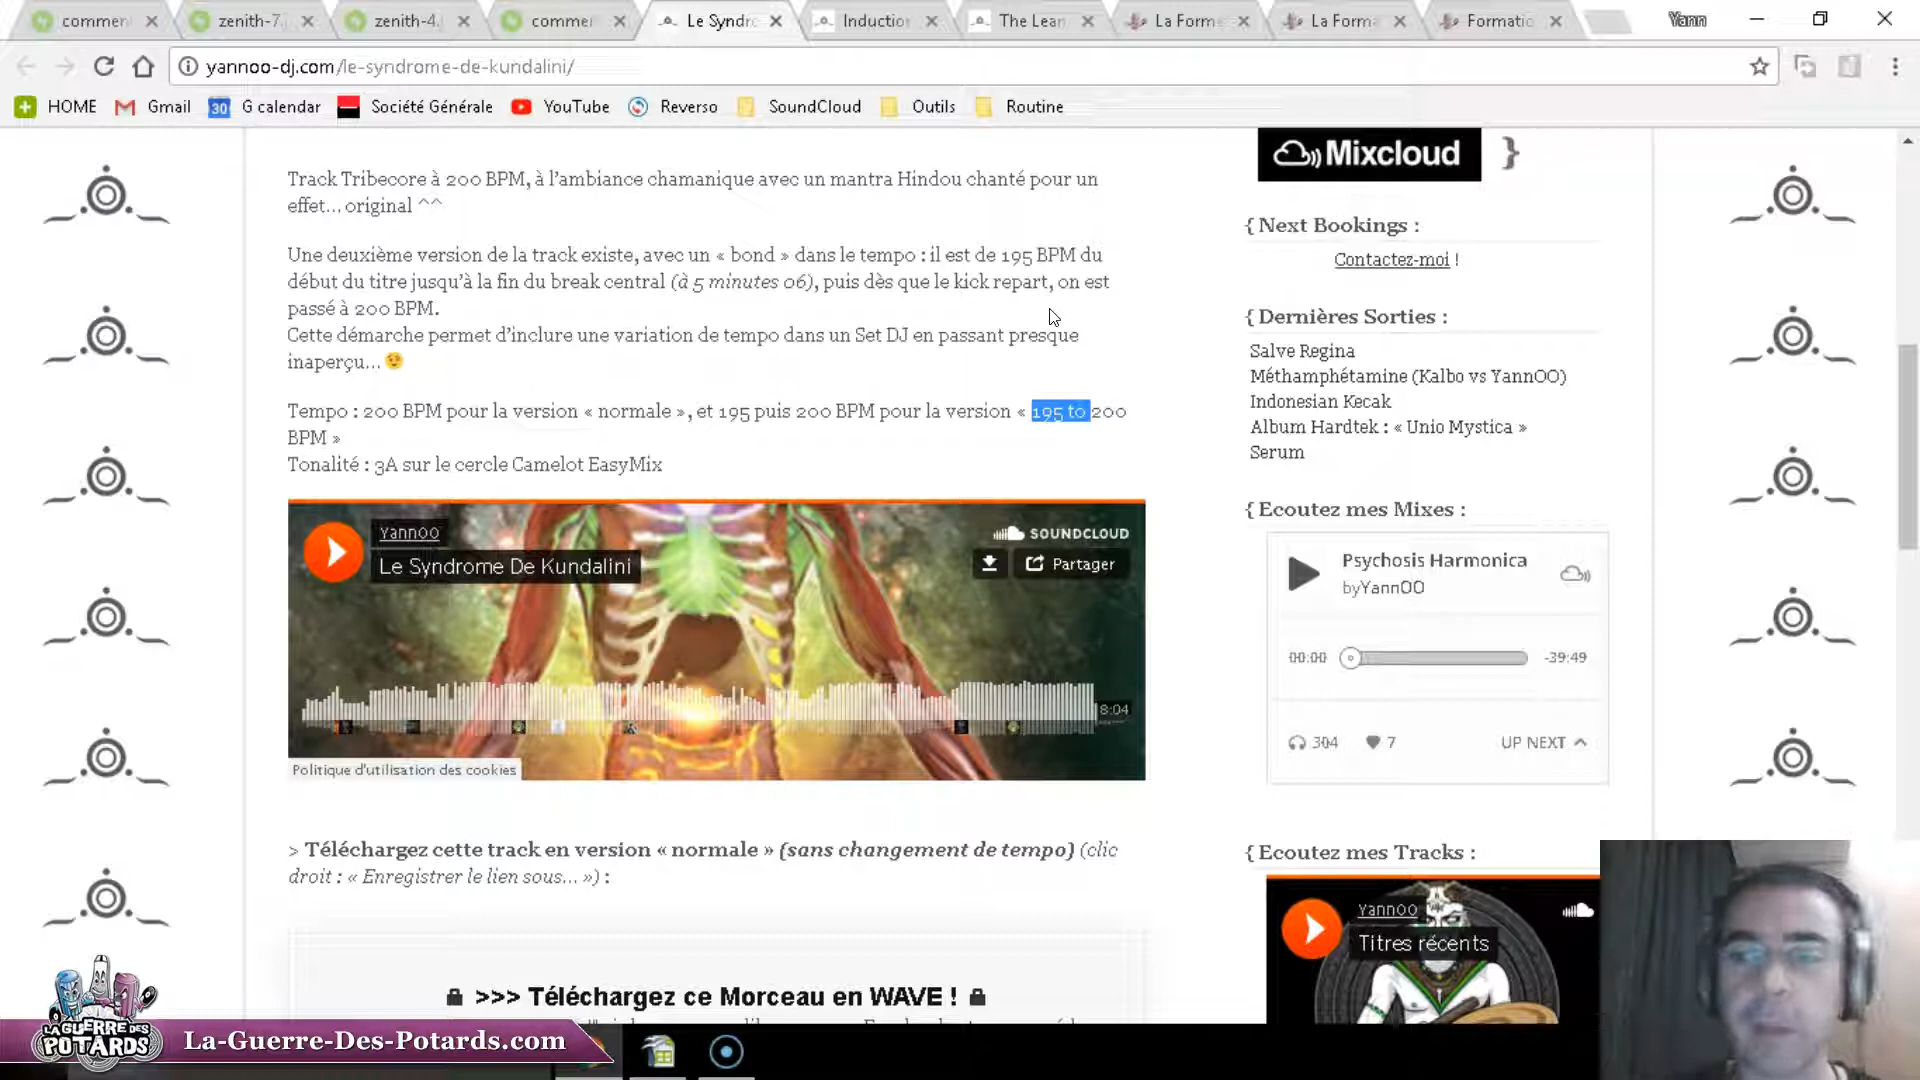 commen
zenith-7.
zenith-4.
commen
Le Syndro
Induction
The Lean
La Forme
La Forma
Formatio
Yann
yannoo-dj.com/le-syndrome-de-kundalini/
HOME
Gmail
30
G calendar
Société Générale
YouTube
Reverso
SoundCloud
Outils
Routine
Track Tribecore à 200 BPM, à l'ambiance chamanique avec un mantra Hindou chanté pour un
effet... original ^^
Une deuxième version de la track existe, avec un « bond » dans le tempo : il est de 195 BPM du
début du titre jusqu'à la fin du break central (à 5 minutes 06), puis dès que le kick repart, on est
passé à 200 BPM.
Cette démarche permet d'inclure une variation de tempo dans un Set DJ en passant presque
inaperçu... 😉
Tempo : 200 BPM pour la version « normale », et 195 puis 200 BPM pour la version « 195 to 200
BPM »
Tonalité : 3A sur le cercle Camelot EasyMix
YannOO
Le Syndrome De Kundalini
SOUNDCLOUD
Partager
8:04
Politique d'utilisation des cookies
> Téléchargez cette track en version « normale » (sans changement de tempo) (clic
droit : « Enregistrer le lien sous... ») :
>>> Téléchargez ce Morceau en WAVE !
Mixcloud }
{ Next Bookings :
Contactez-moi !
{ Dernières Sorties :
Salve Regina
Méthamphétamine (Kalbo vs YannOO)
Indonesian Kecak
Album Hardtek : « Unio Mystica »
Serum
{ Ecoutez mes Mixes :
Psychosis Harmonica
byYannOO
00:00
-39:49
304
7
UP NEXT
{ Ecoutez mes Tracks :
YannOO
Titres récents
LA GUERRE DES
POTARDS
La-Guerre-Des-Potards.com